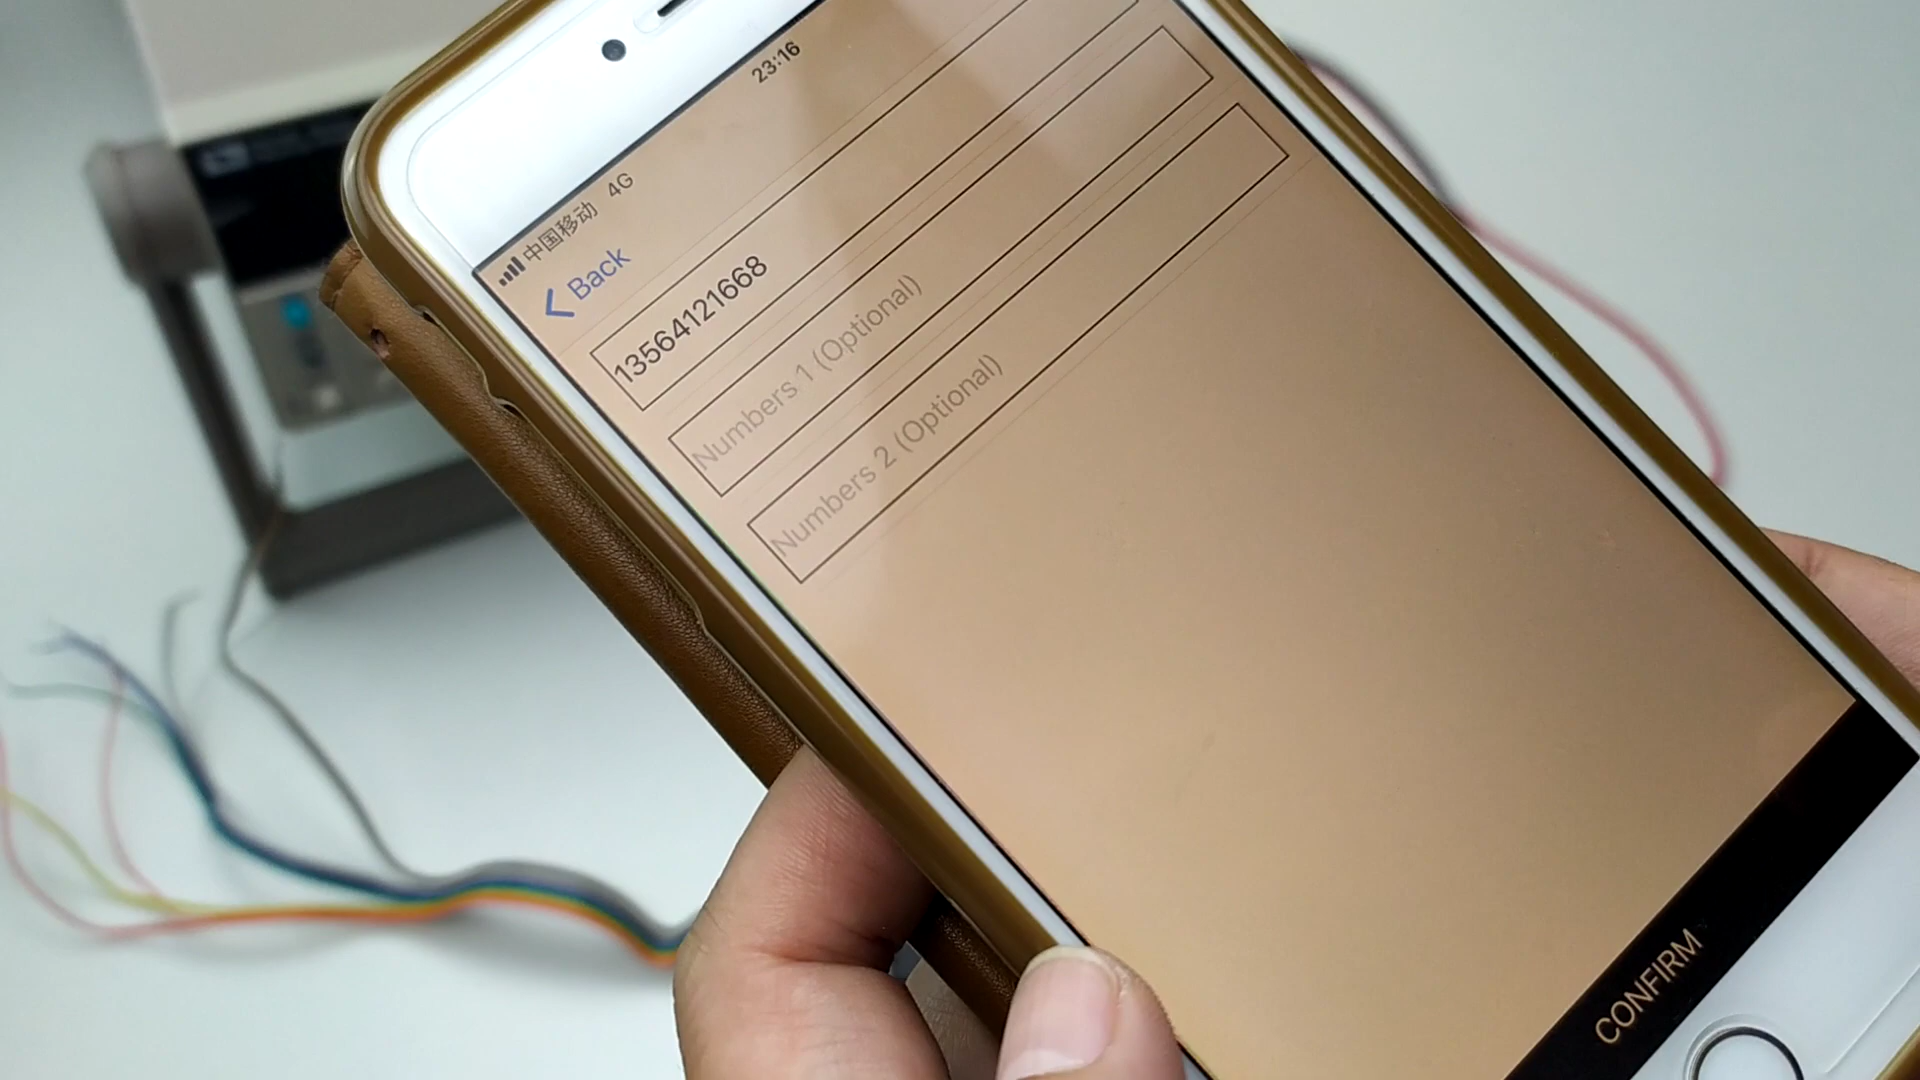 中国移动 4G 23:16
Back
13564121668
Numbers 1 (Optional)
Numbers 2 (Optional)
CONFIRM